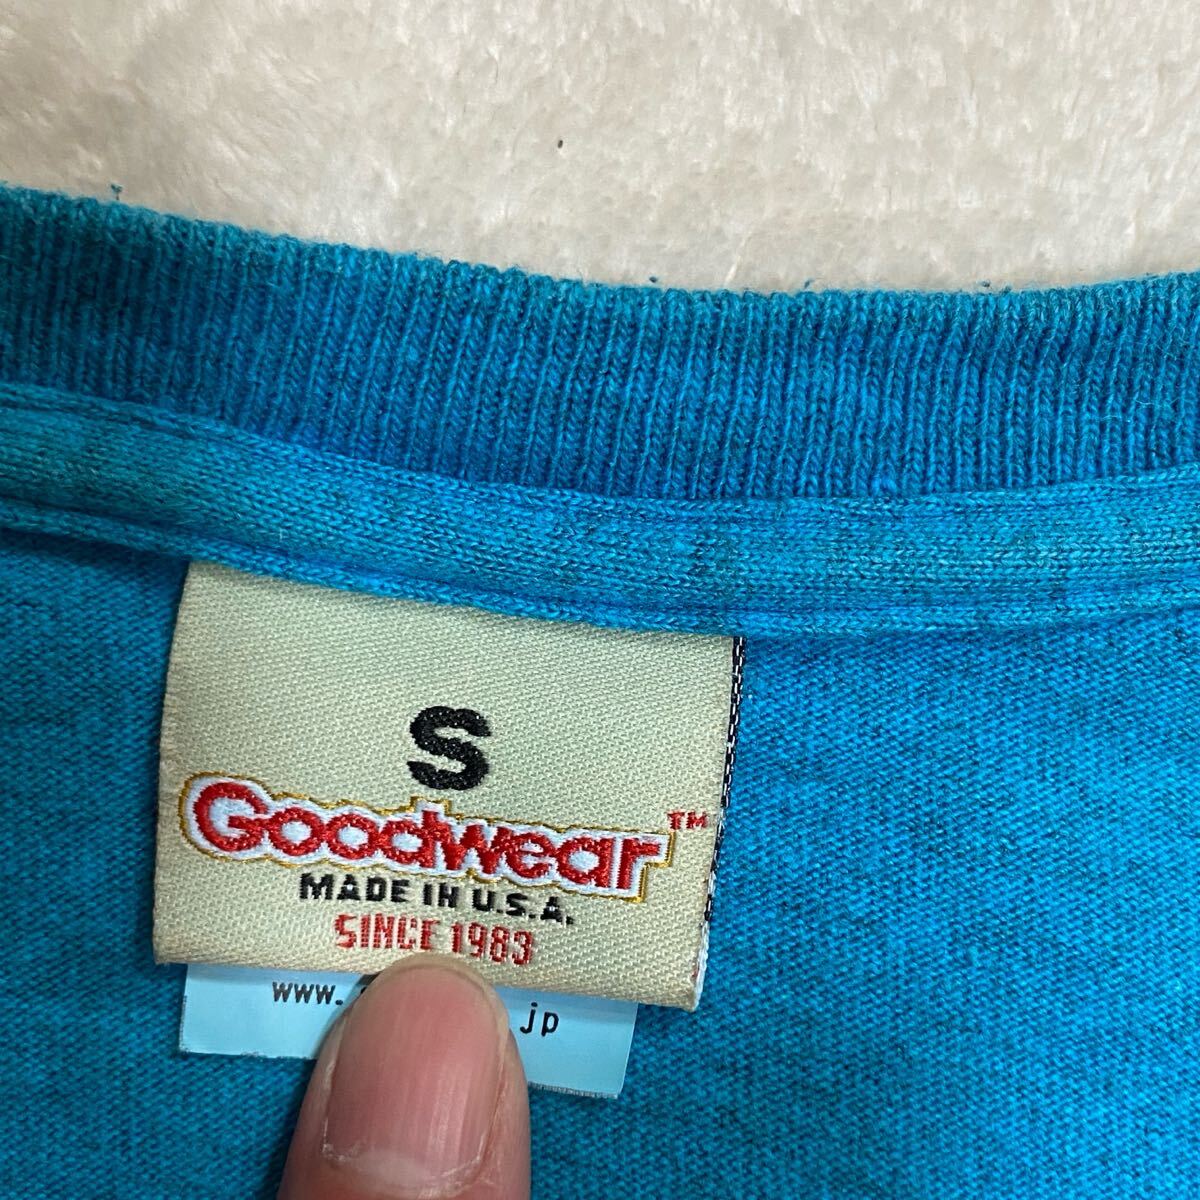 S
Goodwear™
MADE IN U.S.A.
SINCE 1983
www. jp